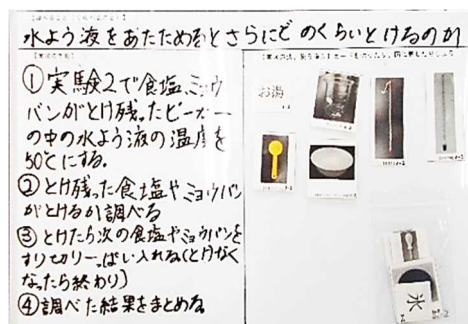 水よう液をあたためるとさらにどのくらいとけるのか
①実験2で食塩、ミョウ
バンがとけ残ったビーカー
の中の水よう液の温度を
50℃にする。
②とけ残った食塩やミョウバン
がとけるか調べる
③とけたら次の食塩やミョウバンを
すり切り一ぱい入れる(とけなく
なったら終わり)
④調べた結果をまとめる
お湯
氷